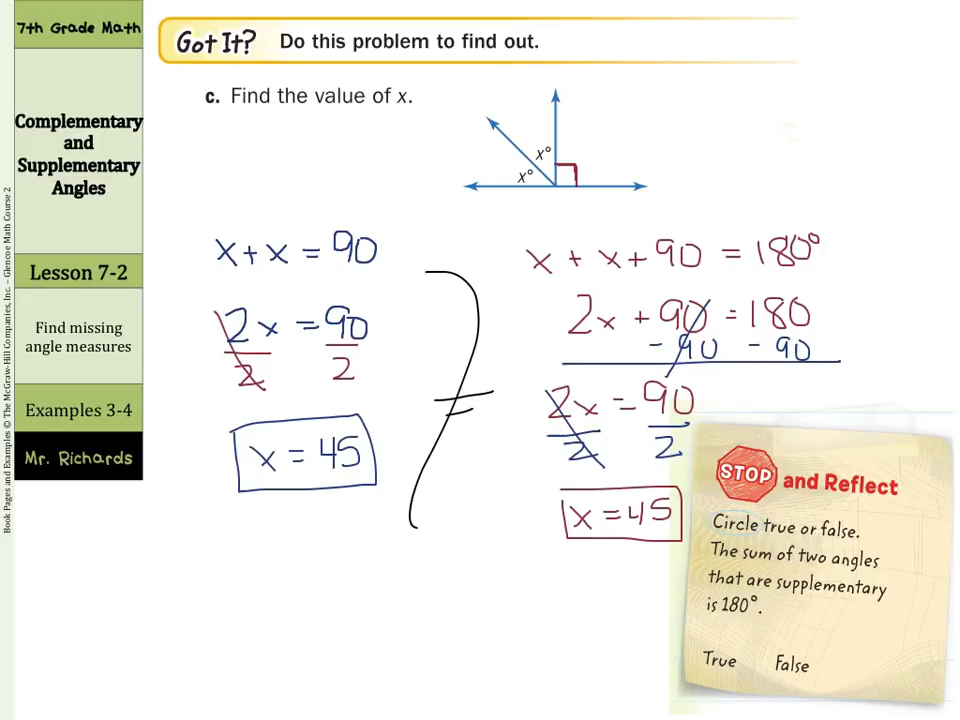 7th Grade Math
Complementary
and
Supplementary
Angles
Lesson 7-2
Find missing
angle measures
Examples 3-4
Mr. Richards
Book Pages and Examples © The McGraw-Hill Companies, Inc. – Glencoe Math Course 2
Got It? Do this problem to find out.
c. Find the value of x.
x°
x°
x + x = 90
2x = 90
2 2
x = 45
x + x + 90 = 180°
2x + 90 = 180
- 90 - 90
2x = 90
2 2
x = 45
STOP and Reflect
Circle true or false.
The sum of two angles
that are supplementary
is 180°.
True False